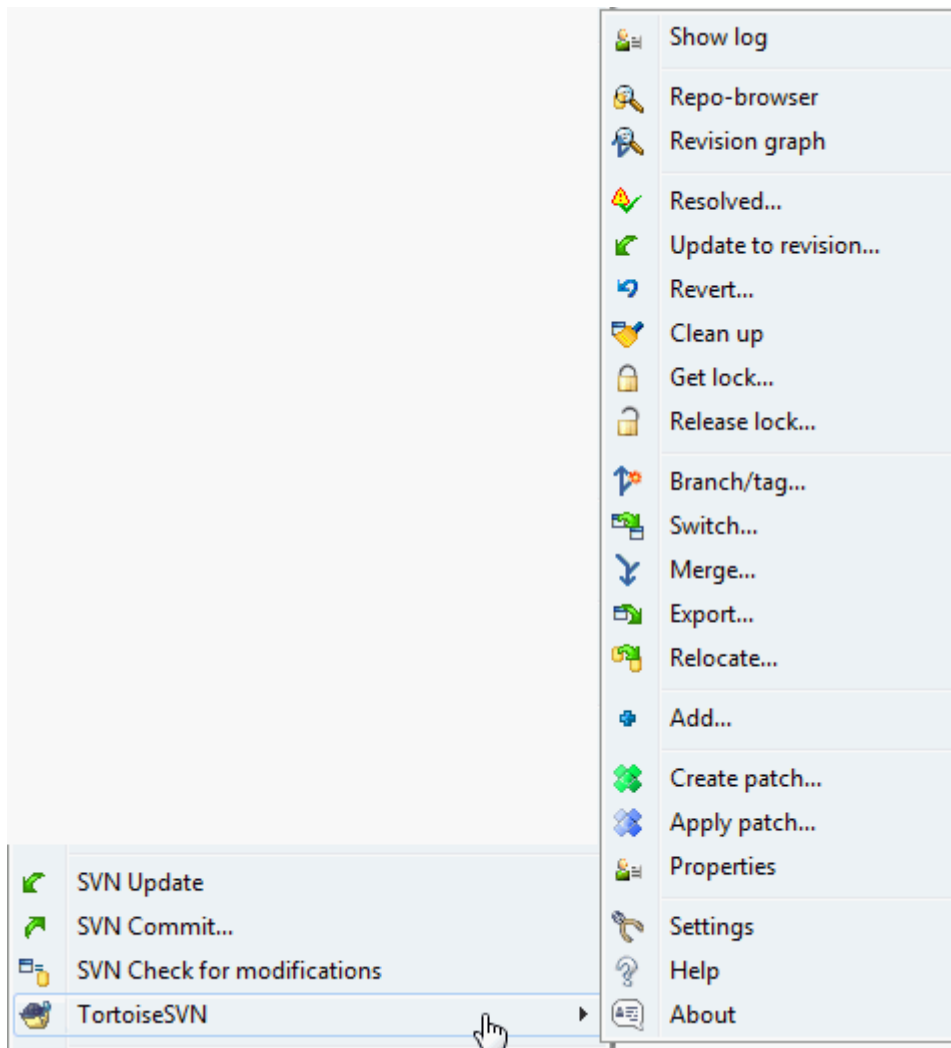 Show log
Repo-browser
Revision graph
Resolved...
Update to revision...
Revert...
Clean up
Get lock...
Release lock...
Branch/tag...
Switch...
Merge...
Export...
Relocate...
Add...
Create patch...
Apply patch...
Properties
Settings
Help
About
SVN Update
SVN Commit...
SVN Check for modifications
TortoiseSVN